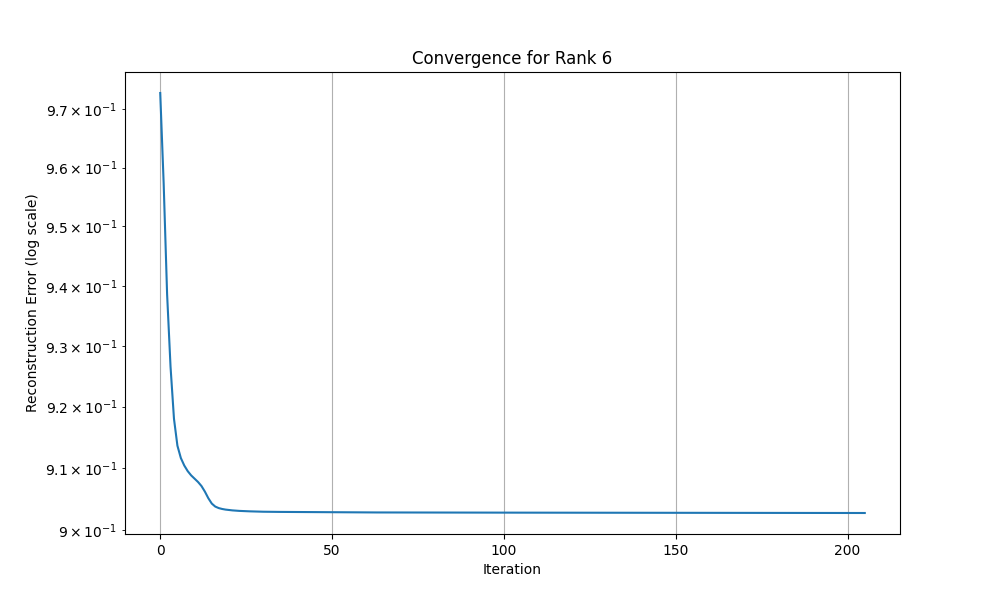 Convergence for Rank 6
Reconstruction Error (log scale)
9.7 × 10⁻¹
9.6 × 10⁻¹
9.5 × 10⁻¹
9.4 × 10⁻¹
9.3 × 10⁻¹
9.2 × 10⁻¹
9.1 × 10⁻¹
9 × 10⁻¹
0 50 100 150 200
Iteration